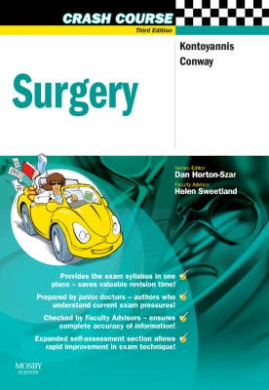 CRASH COURSE
Third Edition
Kontoyannis
Conway
Surgery
Series Editor
Dan Horton-Szar
Faculty Advisor
Helen Sweetland
Provides the exam syllabus in one
place – saves valuable revision time!
Prepared by junior doctors – authors who
understand current exam pressures!
Checked by Faculty Advisors – ensures
complete accuracy of information!
Expanded self-assessment section allows
rapid improvement in exam technique!
MOSBY
ELSEVIER